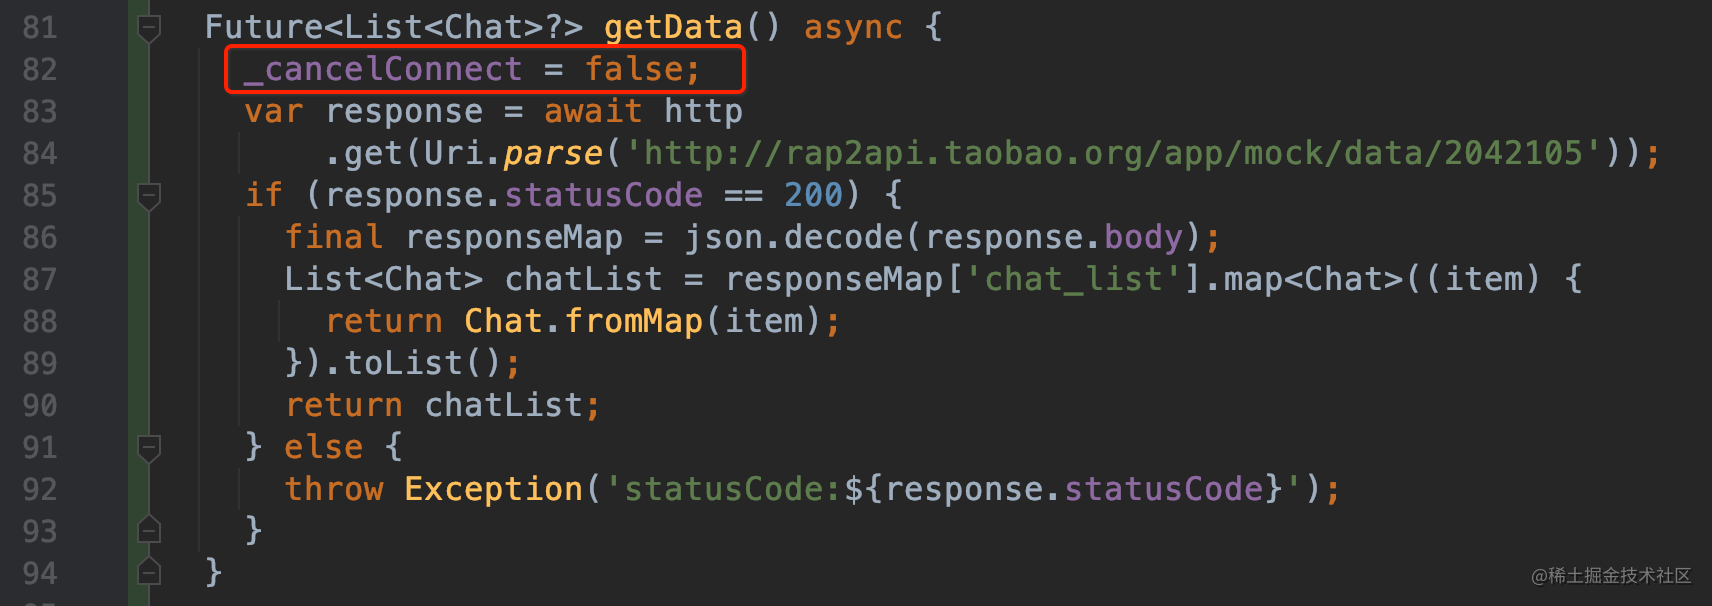 81 Future<List<Chat>?> getData() async {
82 _cancelConnect = false;
83 var response = await http
84 .get(Uri.parse('http://rap2api.taobao.org/app/mock/data/2042105'));
85 if (response.statusCode == 200) {
86 final responseMap = json.decode(response.body);
87 List<Chat> chatList = responseMap['chat_list'].map<Chat>((item) {
88 return Chat.fromMap(item);
89 }).toList();
90 return chatList;
91 } else {
92 throw Exception('statusCode:${response.statusCode}');
93 }
94 }
@稀土掘金技术社区